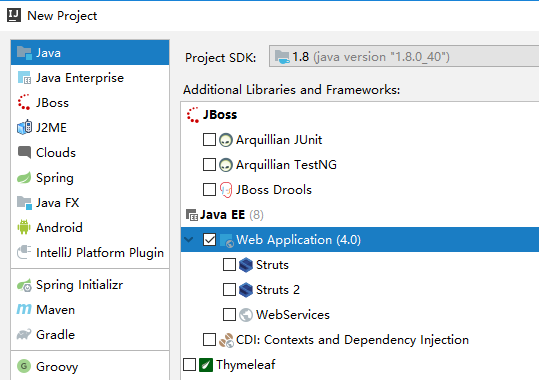 New Project
Java
Java Enterprise
JBoss
J2ME
Clouds
Spring
Java FX
Android
IntelliJ Platform Plugin
Spring Initializr
Maven
Gradle
Groovy
Project SDK: 1.8 (java version "1.8.0_40")
Additional Libraries and Frameworks:
JBoss
Arquillian JUnit
Arquillian TestNG
JBoss Drools
Java EE (8)
Web Application (4.0)
Struts
Struts 2
WebServices
CDI: Contexts and Dependency Injection
Thymeleaf